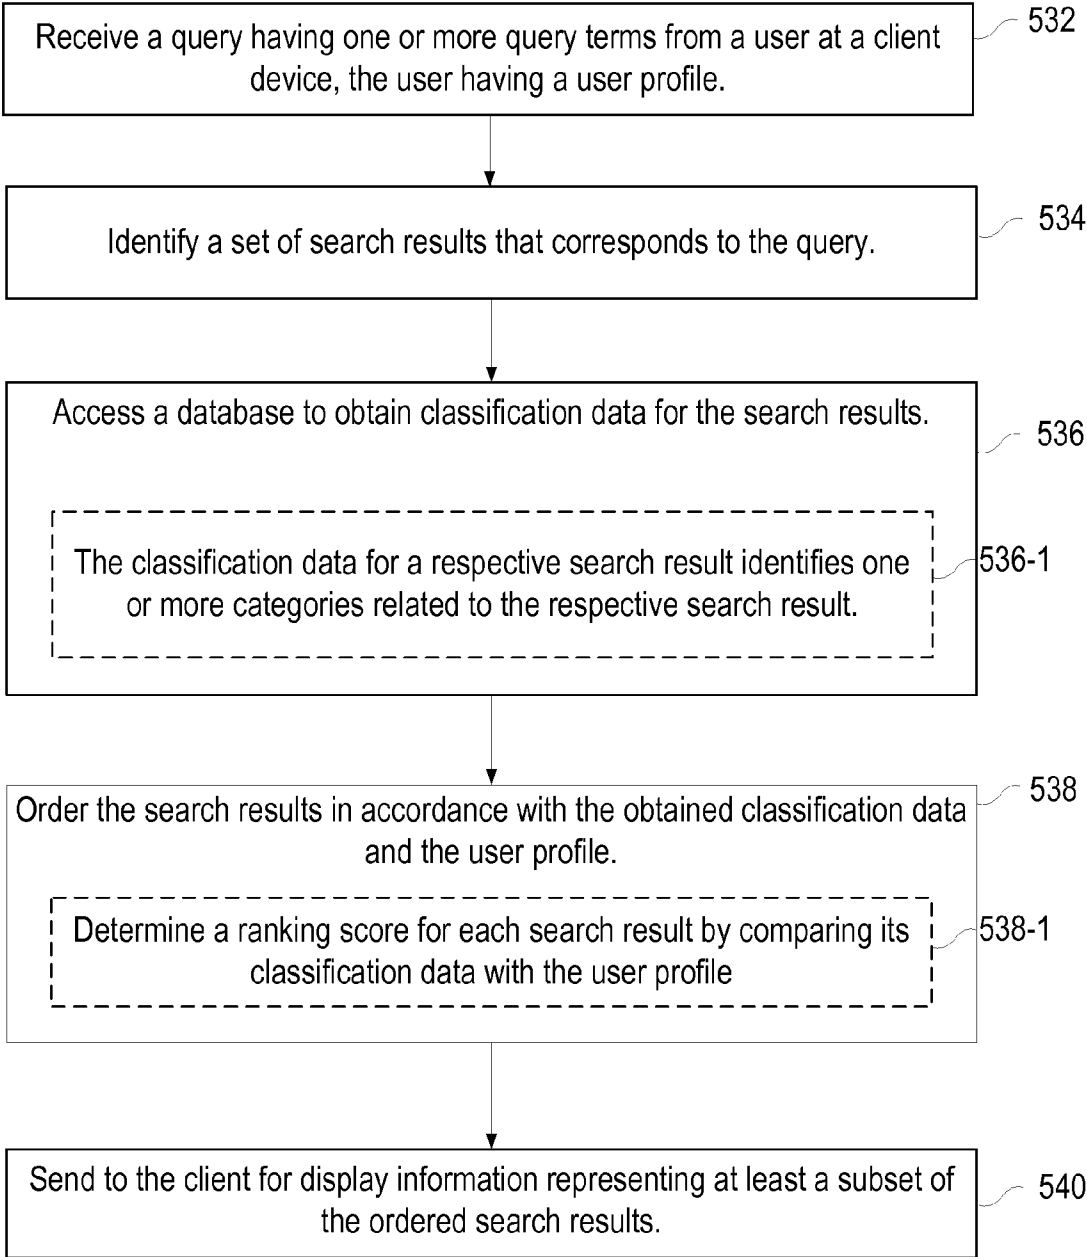 Receive a query having one or more query terms from a user at a client
device, the user having a user profile.
532
Identify a set of search results that corresponds to the query.
534
Access a database to obtain classification data for the search results.
536
The classification data for a respective search result identifies one
or more categories related to the respective search result.
536-1
Order the search results in accordance with the obtained classification data
and the user profile.
538
Determine a ranking score for each search result by comparing its
classification data with the user profile
538-1
Send to the client for display information representing at least a subset of
the ordered search results.
540